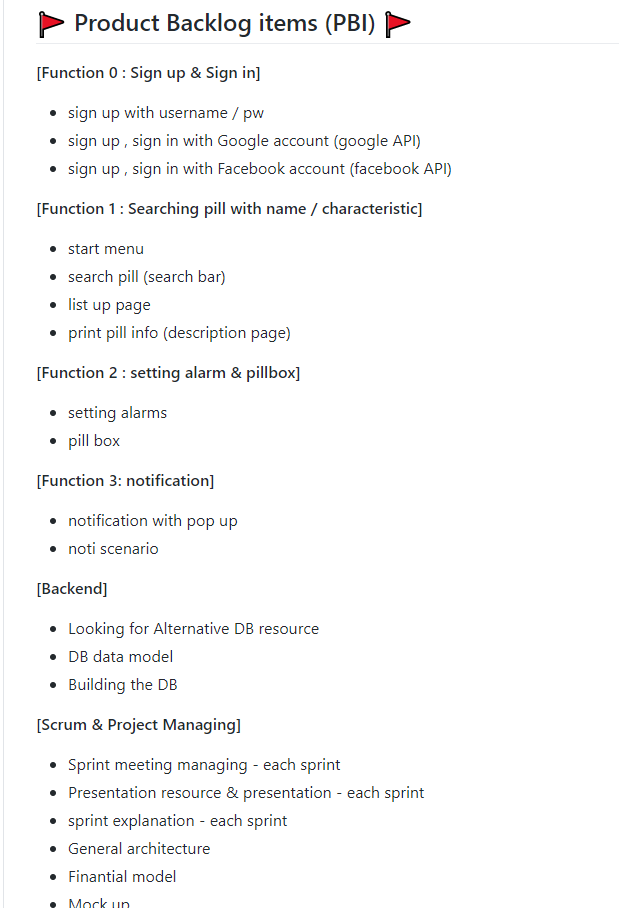 Product Backlog items (PBI)
[Function 0 : Sign up & Sign in]
sign up with username / pw
sign up , sign in with Google account (google API)
sign up , sign in with Facebook account (facebook API)
[Function 1 : Searching pill with name / characteristic]
start menu
search pill (search bar)
list up page
print pill info (description page)
[Function 2 : setting alarm & pillbox]
setting alarms
pill box
[Function 3: notification]
notification with pop up
noti scenario
[Backend]
Looking for Alternative DB resource
DB data model
Building the DB
[Scrum & Project Managing]
Sprint meeting managing - each sprint
Presentation resource & presentation - each sprint
sprint explanation - each sprint
General architecture
Finantial model
Mock up